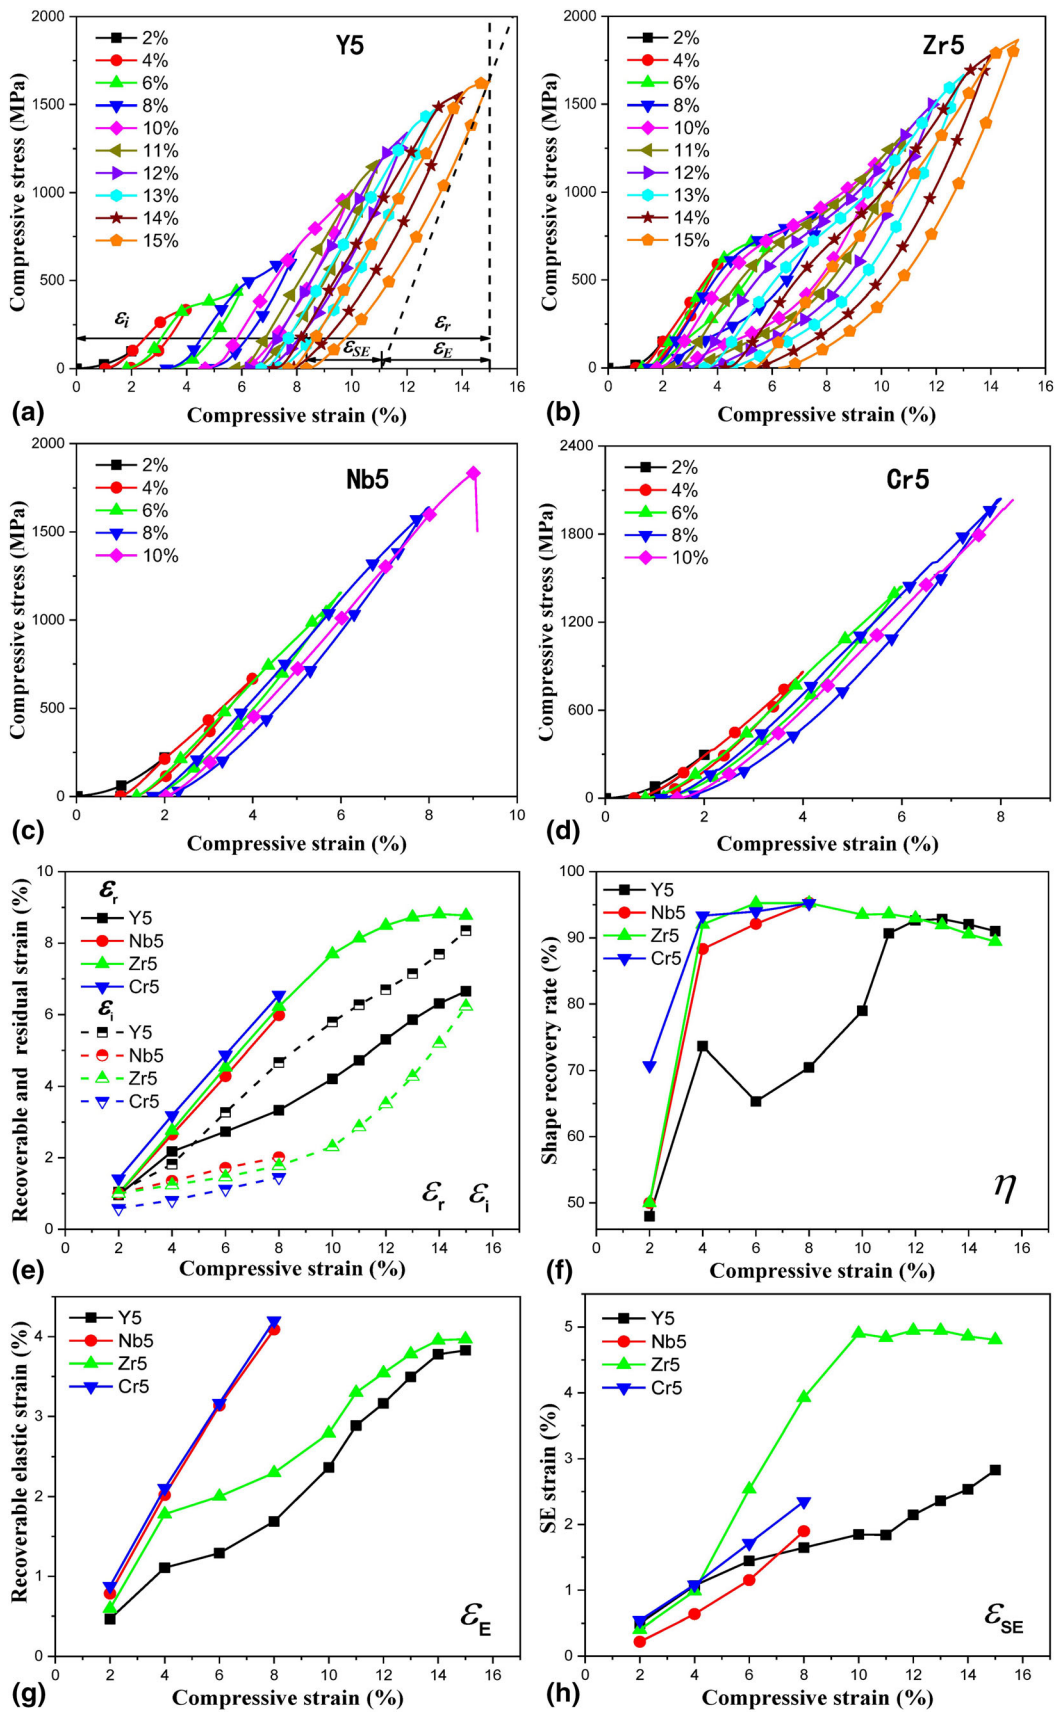 2000
1500
1000
500
0
Compressive stress (MPa)
Y5
2%
4%
6%
8%
10%
11%
12%
13%
14%
15%
εi
εr
εSE
εE
0 2 4 6 8 10 12 14 16
(a) Compressive strain (%)
2000
1500
1000
500
0
Compressive stress (MPa)
Zr5
2%
4%
6%
8%
10%
11%
12%
13%
14%
15%
0 2 4 6 8 10 12 14 16
(b) Compressive strain (%)
2000
1500
1000
500
0
Compressive stress (MPa)
Nb5
2%
4%
6%
8%
10%
0 2 4 6 8 10
(c) Compressive strain (%)
2400
1800
1200
600
0
Compressive stress (MPa)
Cr5
2%
4%
6%
8%
10%
0 2 4 6 8
(d) Compressive strain (%)
10
8
6
4
2
0
Recoverable and residual strain (%)
εr
Y5
Nb5
Zr5
Cr5
εi
Y5
Nb5
Zr5
Cr5
εr εi
0 2 4 6 8 10 12 14 16
(e) Compressive strain (%)
100
90
80
70
60
50
Shape recovery rate (%)
Y5
Nb5
Zr5
Cr5
η
0 2 4 6 8 10 12 14 16
(f) Compressive strain (%)
4
3
2
1
0
Recoverable elastic strain (%)
Y5
Nb5
Zr5
Cr5
εE
0 2 4 6 8 10 12 14 16
(g) Compressive strain (%)
5
4
3
2
1
0
SE strain (%)
Y5
Nb5
Zr5
Cr5
εSE
0 2 4 6 8 10 12 14 16
(h) Compressive strain (%)